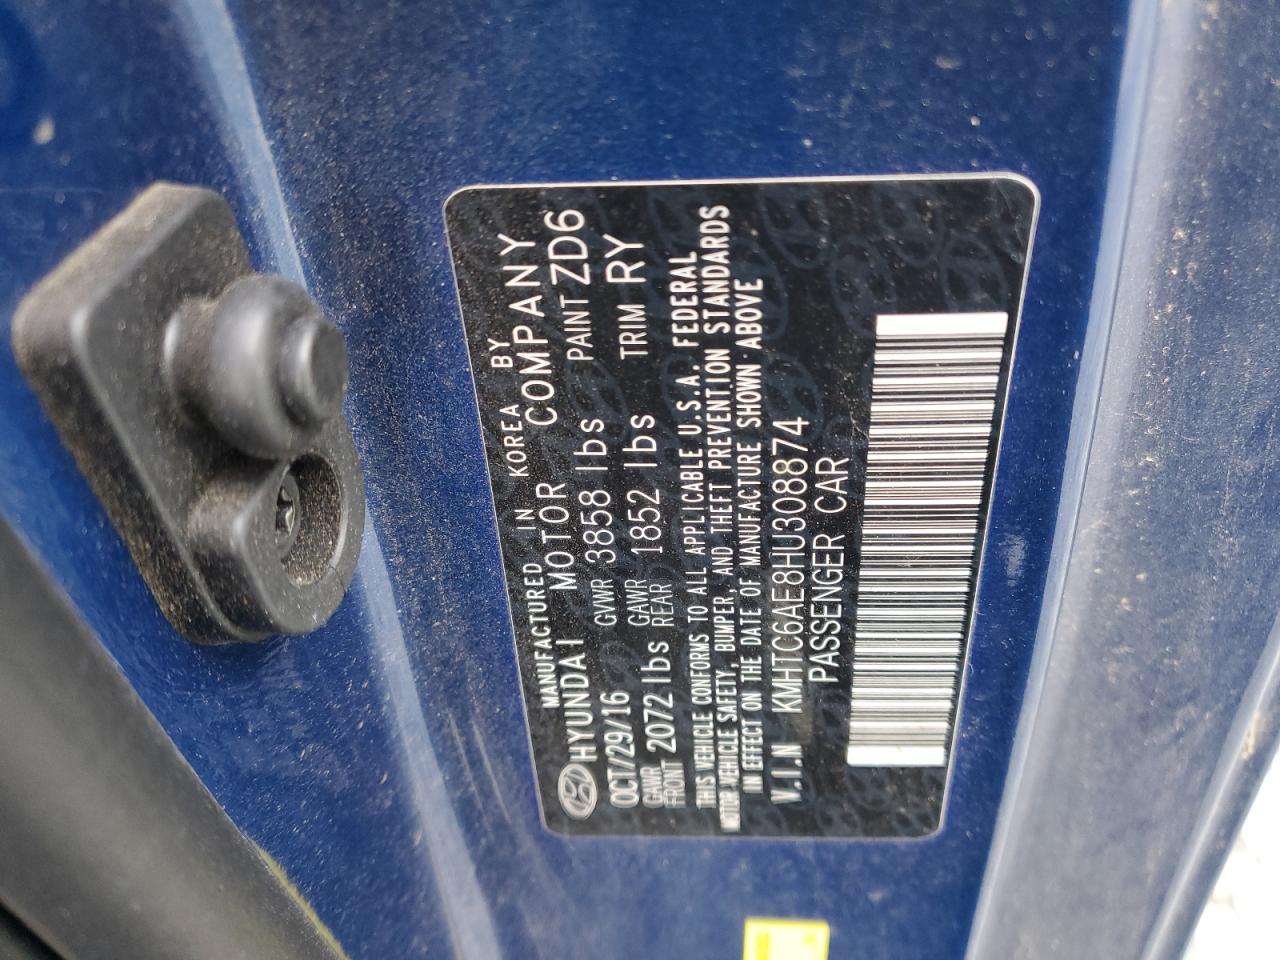 MANUFACTURED IN KOREA BY
HYUNDAI MOTOR COMPANY
OCT/29/16 GVWR 3858 lbs PAINT ZD6
GAWR FRONT 2072 lbs GAWR REAR 1852 lbs TRIM RY
THIS VEHICLE CONFORMS TO ALL APPLICABLE U.S.A. FEDERAL
MOTOR VEHICLE SAFETY, BUMPER, AND THEFT PREVENTION STANDARDS
IN EFFECT ON THE DATE OF MANUFACTURE SHOWN ABOVE
V.I.N KMHTC6AE8HU308874
PASSENGER CAR